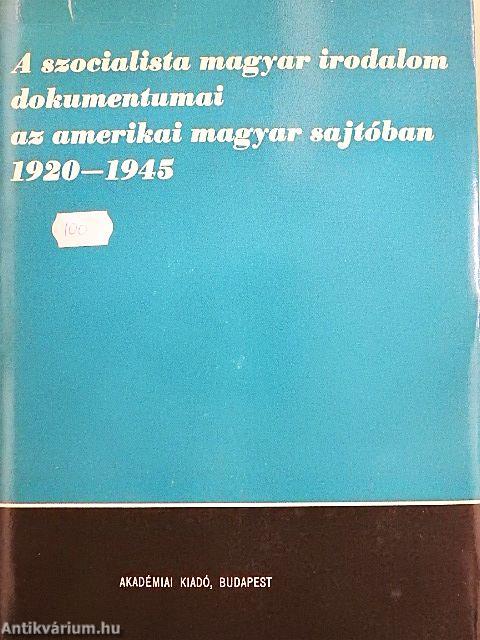 A szocialista magyar irodalom
dokumentumai
az amerikai magyar sajtóban
1920—1945
100
AKADÉMIAI KIADÓ, BUDAPEST
Antikvárium.hu